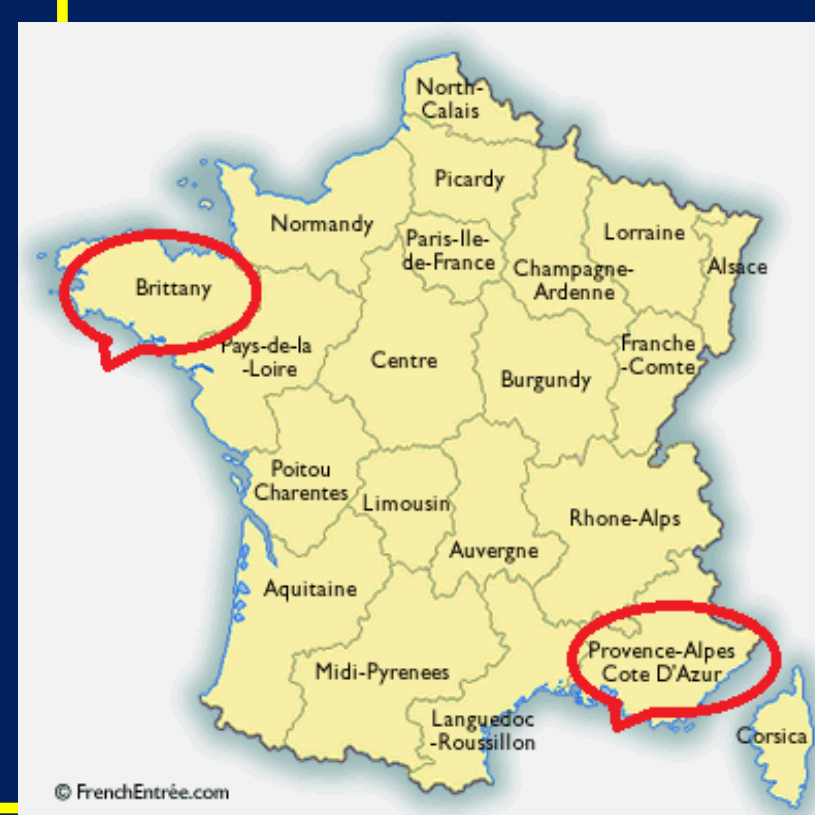 North-
Calais
Picardy
Normandy
Paris-Ile-
de-France
Champagne-
Ardenne
Lorraine
Alsace
Brittany
Pays-de-la
-Loire
Centre
Burgundy
Franche
-Comte
Poitou
Charentes
Limousin
Auvergne
Rhone-Alps
Aquitaine
Midi-Pyrenees
Languedoc
-Roussillon
Provence-Alpes
Cote D'Azur
Corsica
© FrenchEntrée.com